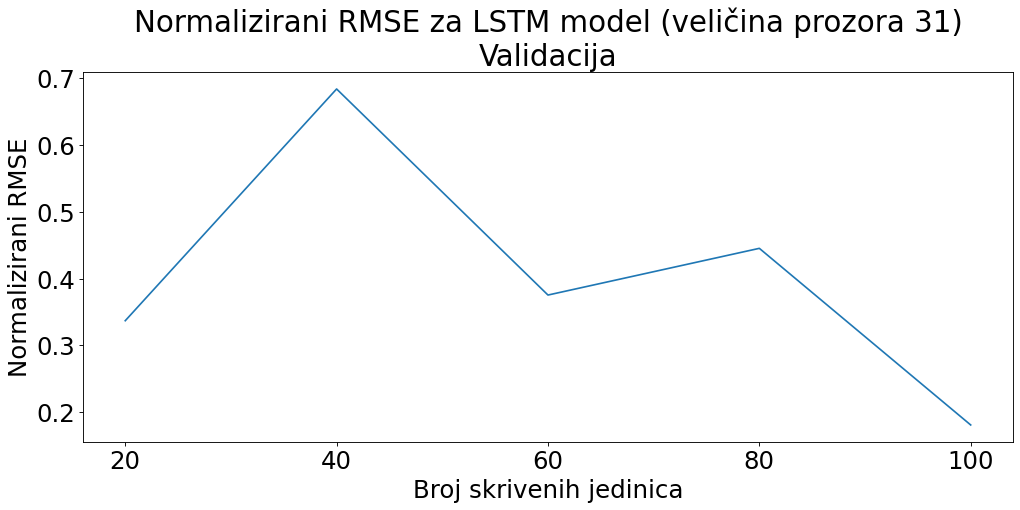 Normalizirani RMSE za LSTM model (veličina prozora 31)
Validacija
Normalizirani RMSE
0.7
0.6
0.5
0.4
0.3
0.2
20 40 60 80 100
Broj skrivenih jedinica